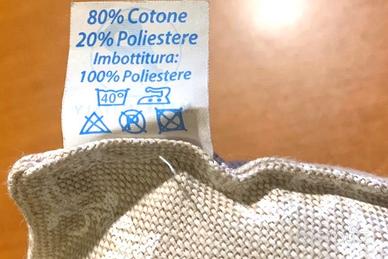 80% Cotone
20% Poliestere
Imbottitura:
100% Poliestere
40°